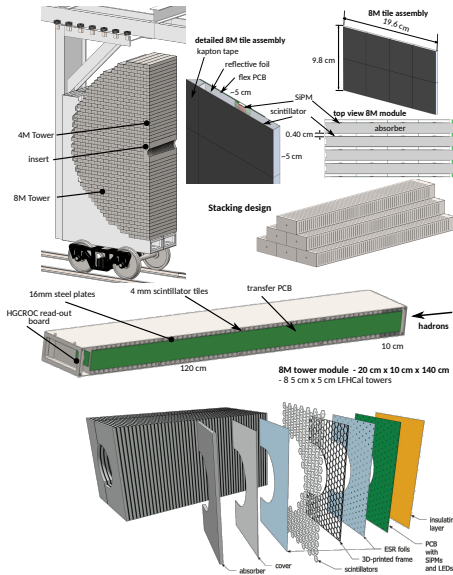 8M tile assembly
19.6 cm
9.8 cm
detailed 8M tile assembly
kapton tape
reflective foil
flex PCB
~5 cm
SiPM
scintillator
0.40 cm
~5 cm
top view 8M module
absorber
4M Tower
insert
8M Tower
Stacking design
16mm steel plates
4 mm scintillator tiles
transfer PCB
HGCROC read-out
board
hadrons
10 cm
120 cm
8M tower module - 20 cm x 10 cm x 140 cm
- 8 5 cm x 5 cm LFHCal towers
insulatin
layer
PCB
with
SiPMs
and LEDs
ESR foils
3D-printed frame
scintillators
cover
absorber